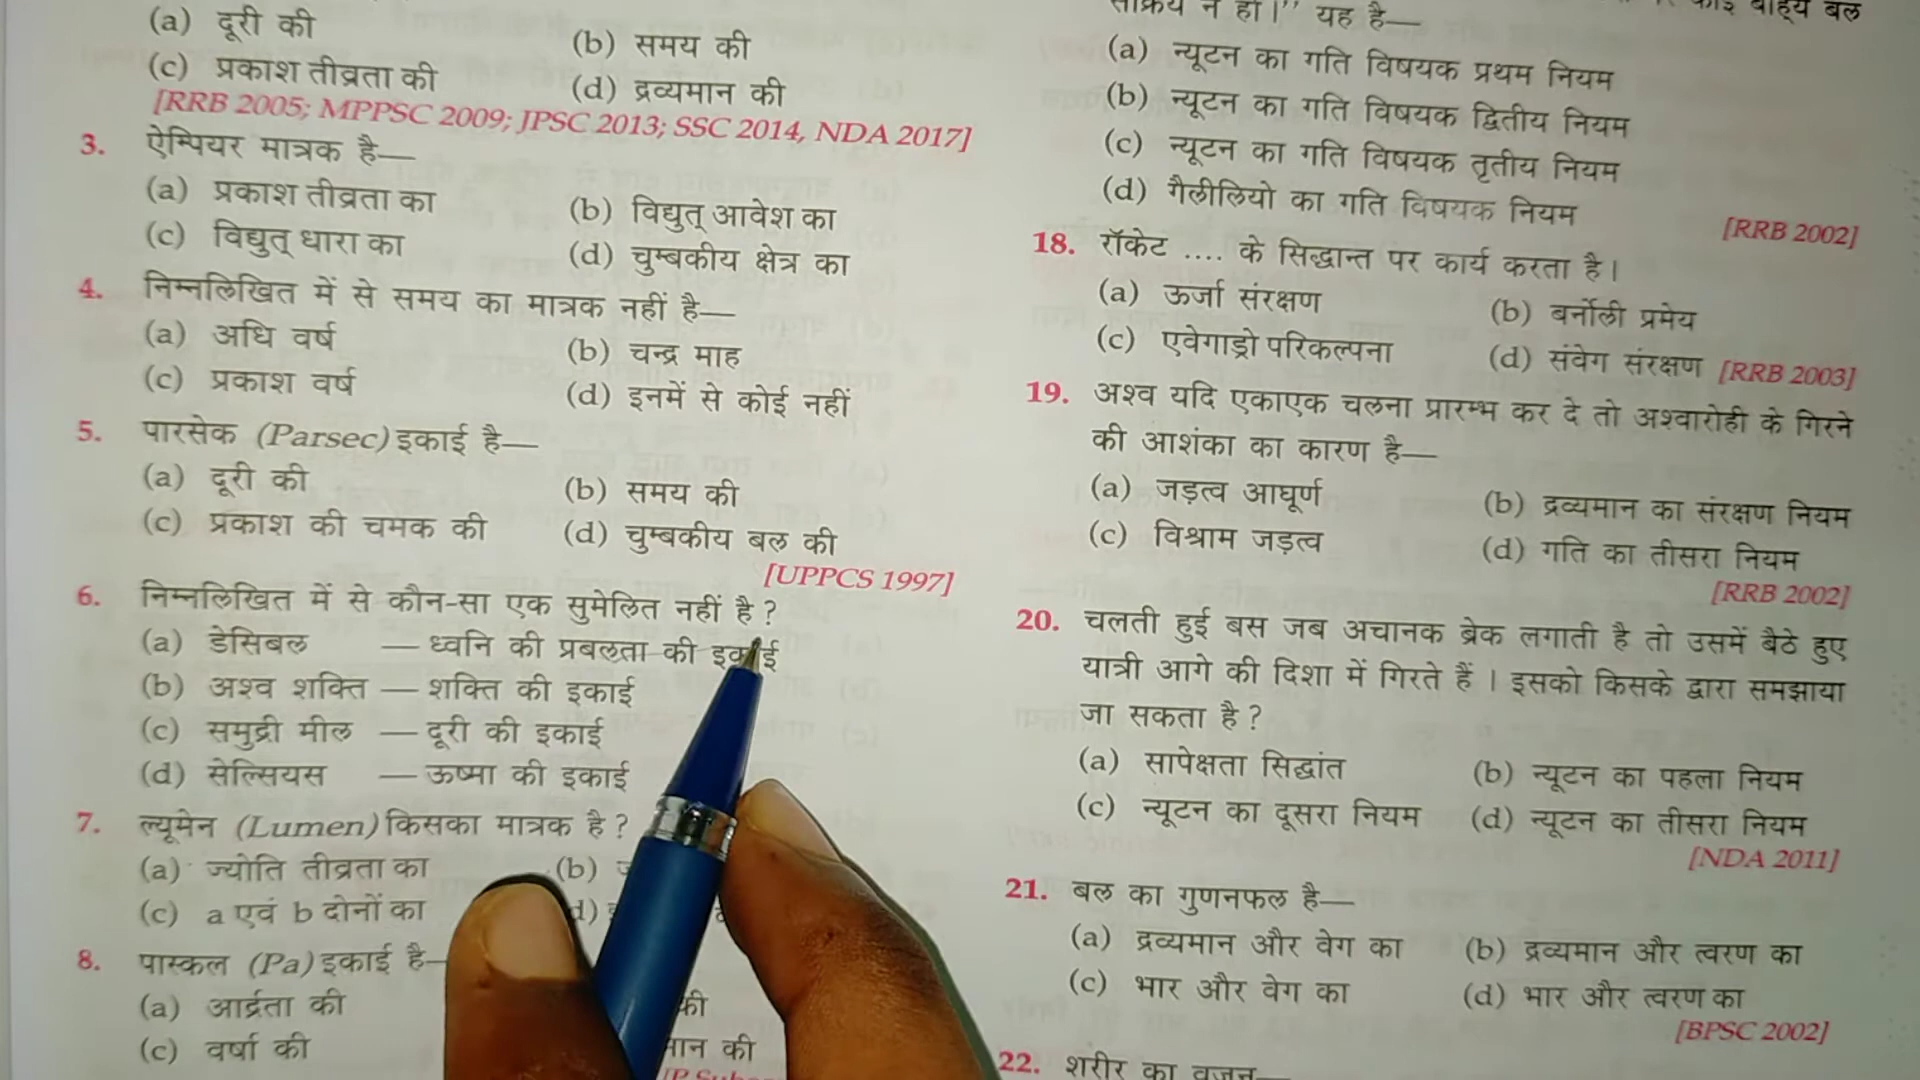 (a) दूरी की
(b) समय की
(c) प्रकाश तीव्रता की
(d) द्रव्यमान की
[RRB 2005; MPPSC 2009; JPSC 2013; SSC 2014, NDA 2017]
3. ऐम्पियर मात्रक है—
(a) प्रकाश तीव्रता का
(b) विद्युत् आवेश का
(c) विद्युत् धारा का
(d) चुम्बकीय क्षेत्र का
4. निम्नलिखित में से समय का मात्रक नहीं है—
(a) अधि वर्ष
(b) चन्द्र माह
(c) प्रकाश वर्ष
(d) इनमें से कोई नहीं
5. पारसेक (Parsec) इकाई है—
(a) दूरी की
(b) समय की
(c) प्रकाश की चमक की
(d) चुम्बकीय बल की
[UPPCS 1997]
6. निम्नलिखित में से कौन-सा एक सुमेलित नहीं है ?
(a) डेसिबल — ध्वनि की प्रबलता की इकाई
(b) अश्व शक्ति — शक्ति की इकाई
(c) समुद्री मील — दूरी की इकाई
(d) सेल्सियस — ऊष्मा की इकाई
7. ल्यूमेन (Lumen) किसका मात्रक है ?
(a) ज्योति तीव्रता का
(b)
(c) a एवं b दोनों का
8. पास्कल (Pa) इकाई है—
(a) आर्द्रता की
की
(c) वर्षा की
की
यह है—
बाह्य बल
(a) न्यूटन का गति विषयक प्रथम नियम
(b) न्यूटन का गति विषयक द्वितीय नियम
(c) न्यूटन का गति विषयक तृतीय नियम
(d) गैलीलियो का गति विषयक नियम
[RRB 2002]
18. रॉकेट .... के सिद्धान्त पर कार्य करता है।
(a) ऊर्जा संरक्षण
(b) बर्नोली प्रमेय
(c) एवेगाड्रो परिकल्पना
(d) संवेग संरक्षण [RRB 2003]
19. अश्व यदि एकाएक चलना प्रारम्भ कर दे तो अश्वारोही के गिरने
की आशंका का कारण है—
(a) जड़त्व आघूर्ण
(b) द्रव्यमान का संरक्षण नियम
(c) विश्राम जड़त्व
(d) गति का तीसरा नियम
[RRB 2002]
20. चलती हुई बस जब अचानक ब्रेक लगाती है तो उसमें बैठे हुए
यात्री आगे की दिशा में गिरते हैं । इसको किसके द्वारा समझाया
जा सकता है ?
(a) सापेक्षता सिद्धांत
(b) न्यूटन का पहला नियम
(c) न्यूटन का दूसरा नियम
(d) न्यूटन का तीसरा नियम
[NDA 2011]
21. बल का गुणनफल है—
(a) द्रव्यमान और वेग का
(b) द्रव्यमान और त्वरण का
(c) भार और वेग का
(d) भार और त्वरण का
[BPSC 2002]
22. शरीर का वजन—